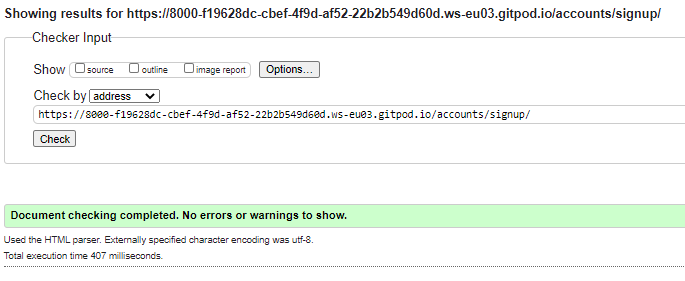 Showing results for https://8000-f19628dc-cbef-4f9d-af52-22b2b549d60d.ws-eu03.gitpod.io/accounts/signup/
Checker Input
Show source outline image report Options...
Check by address
https://8000-f19628dc-cbef-4f9d-af52-22b2b549d60d.ws-eu03.gitpod.io/accounts/signup/
Check
Document checking completed. No errors or warnings to show.
Used the HTML parser. Externally specified character encoding was utf-8.
Total execution time 407 milliseconds.